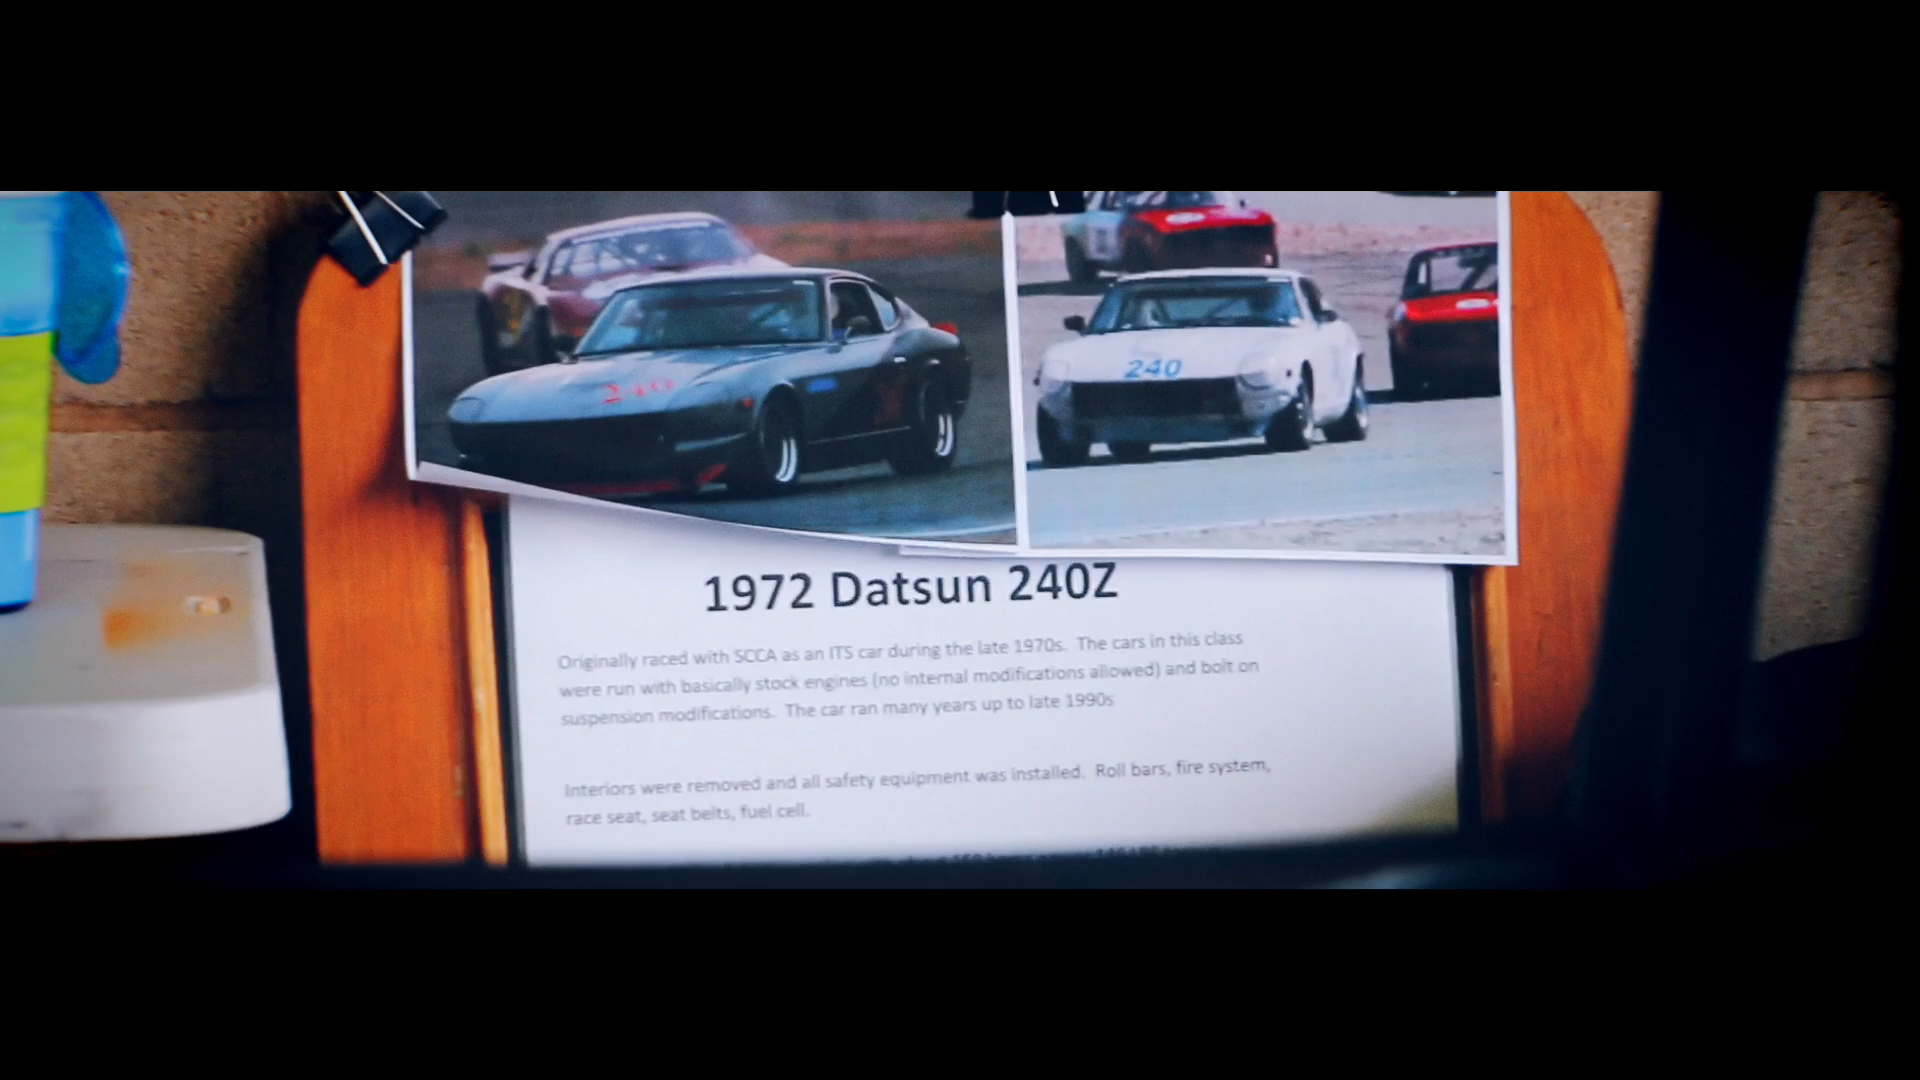 240
240
1972 Datsun 240Z
Originally raced with SCCA as an ITS car during the late 1970s. The cars in this class
were run with basically stock engines (no internal modifications allowed) and bolt on
suspension modifications. The car ran many years up to late 1990s
Interiors were removed and all safety equipment was installed. Roll bars, fire system,
race seat, seat belts, fuel cell.